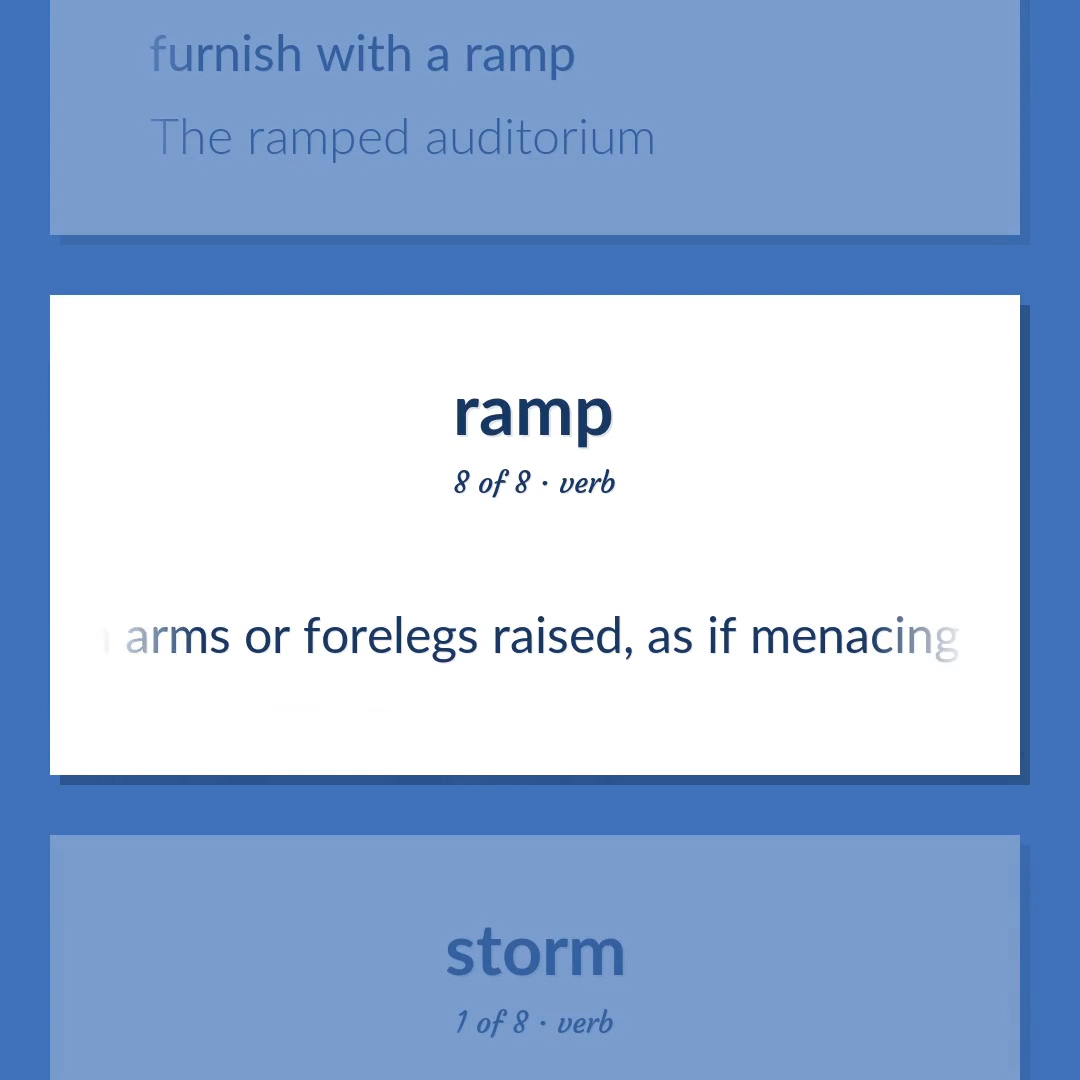 furnish with a ramp
The ramped auditorium
ramp
8 of 8 · verb
arms or forelegs raised, as if menacing
storm
1 of 8 · verb